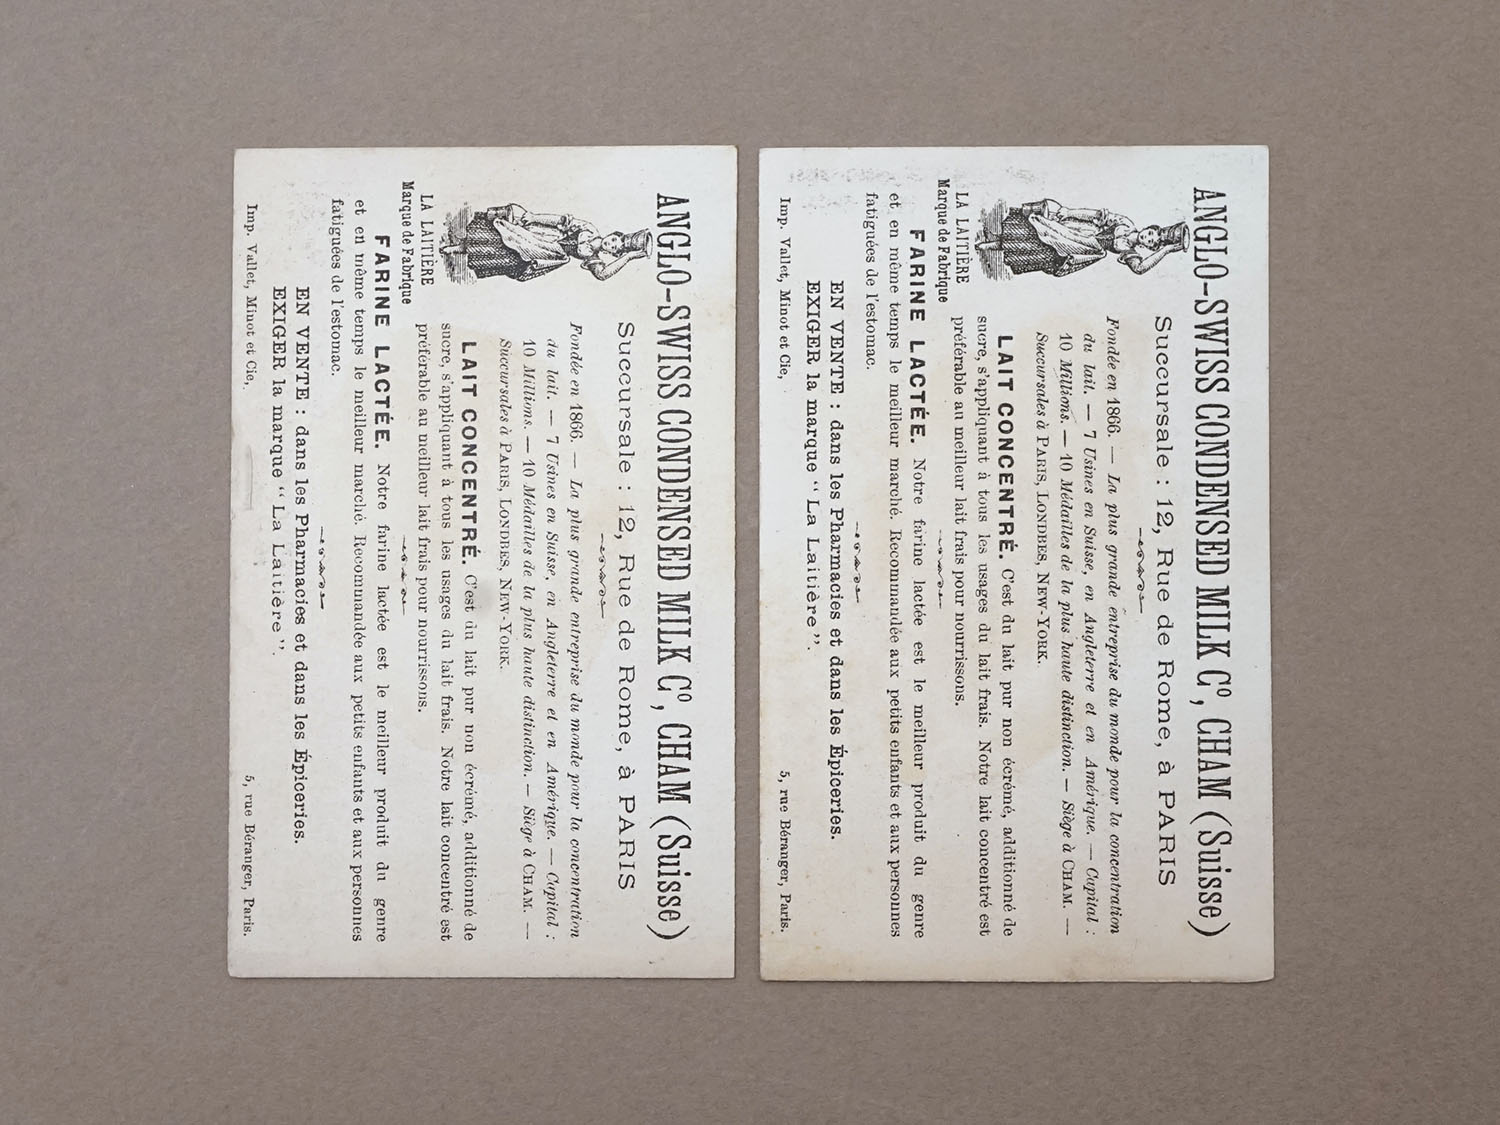 ANGLO-SWISS CONDENSED MILK Cº, CHAM (Suisse)
Succursale : 12, Rue de Rome, à PARIS
Fondée en 1866. — La plus grande entreprise du monde pour la concentration
du lait. — 7 Usines en Suisse, en Angleterre et en Amérique. — Capital :
10 Millions. — 10 Médailles de la plus haute distinction. — Siège à CHAM. —
Succursales à PARIS, LONDRES, NEW-YORK.
LAIT CONCENTRÉ. C'est du lait pur non écrémé, additionné de
sucre, s'appliquant à tous les usages du lait frais. Notre lait concentré est
préférable au meilleur lait frais pour nourrissons.
LA LAITIÈRE
Marque de Fabrique
FARINE LACTÉE. Notre farine lactée est le meilleur produit du genre
et en même temps le meilleur marché. Recommandée aux petits enfants et aux personnes
fatiguées de l'estomac.
EN VENTE : dans les Pharmacies et dans les Épiceries.
EXIGER la marque “ La Laitière ”.
Imp. Vallet, Minot et Cie, 5, rue Béranger, Paris.
ANGLO-SWISS CONDENSED MILK Cº, CHAM (Suisse)
Succursale : 12, Rue de Rome, à PARIS
Fondée en 1866. — La plus grande entreprise du monde pour la concentration
du lait. — 7 Usines en Suisse, en Angleterre et en Amérique. — Capital :
10 Millions. — 10 Médailles de la plus haute distinction. — Siège à CHAM. —
Succursales à PARIS, LONDRES, NEW-YORK.
LAIT CONCENTRÉ. C'est du lait pur non écrémé, additionné de
sucre, s'appliquant à tous les usages du lait frais. Notre lait concentré est
préférable au meilleur lait frais pour nourrissons.
LA LAITIÈRE
Marque de Fabrique
FARINE LACTÉE. Notre farine lactée est le meilleur produit du genre
et en même temps le meilleur marché. Recommandée aux petits enfants et aux personnes
fatiguées de l'estomac.
EN VENTE : dans les Pharmacies et dans les Épiceries.
EXIGER la marque “ La Laitière ”.
Imp. Vallet, Minot et Cie, 5, rue Béranger, Paris.